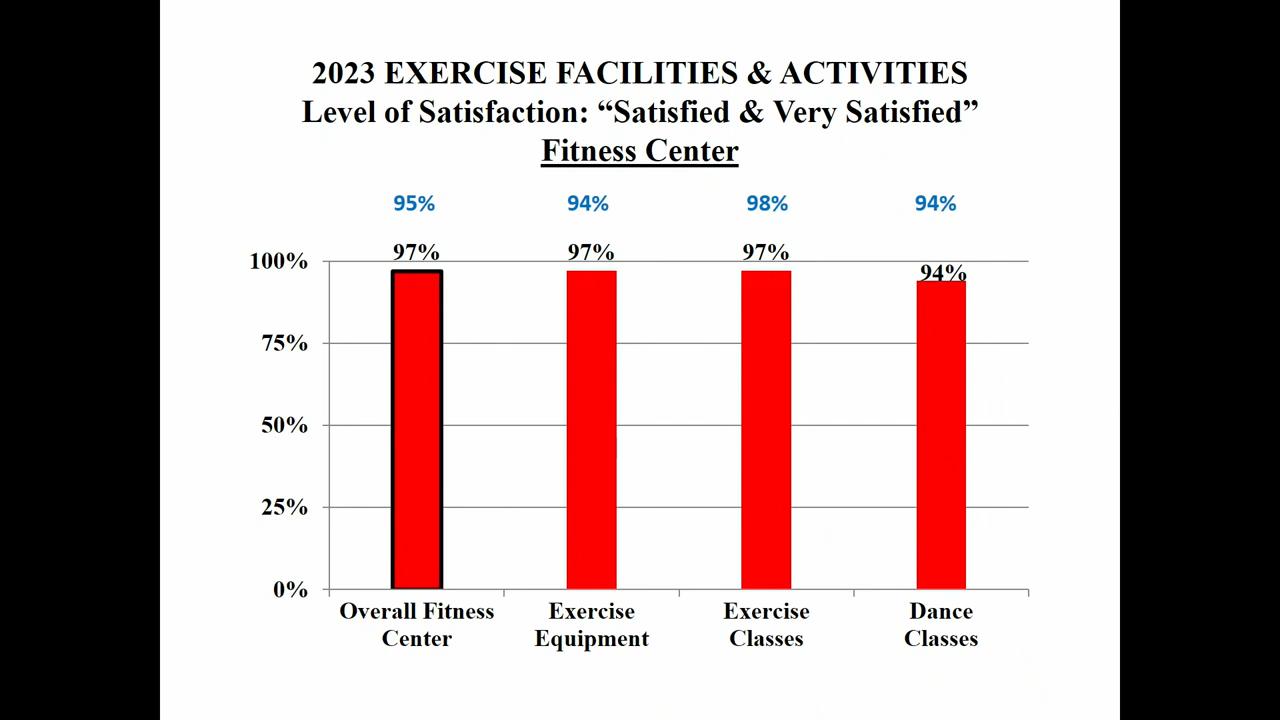 2023 EXERCISE FACILITIES & ACTIVITIES
Level of Satisfaction: “Satisfied & Very Satisfied”
Fitness Center
95% 94% 98% 94%
97% 97% 97% 94%
100%
75%
50%
25%
0%
Overall Fitness Center
Exercise Equipment
Exercise Classes
Dance Classes